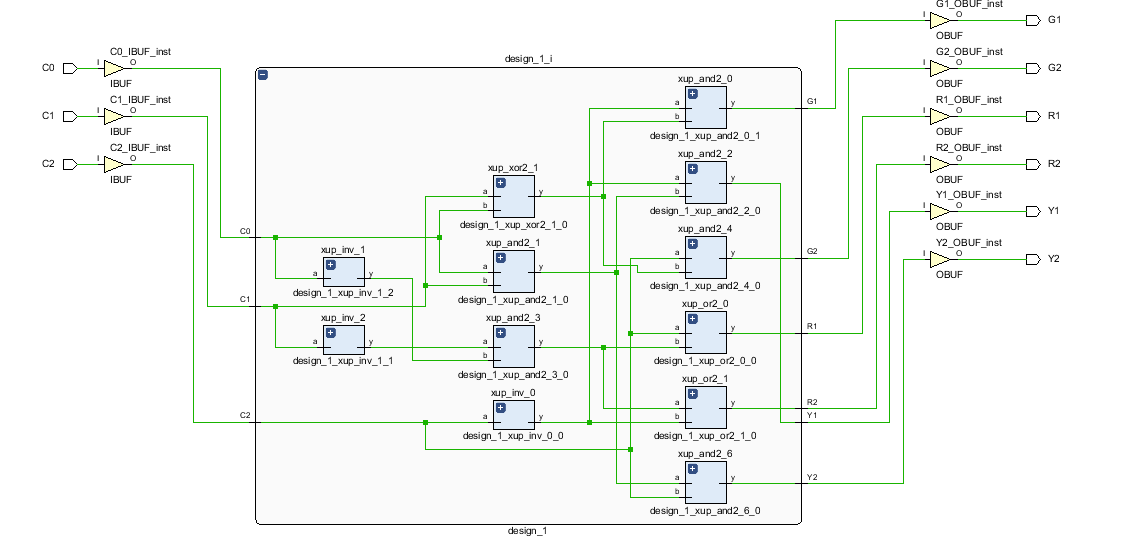 G1_OBUF_inst
I O G1
OBUF
C0_IBUF_inst
C0 I O
IBUF
design_1_i
G2_OBUF_inst
I O G2
OBUF
xup_and2_0
a y G1
b
design_1_xup_and2_0_1
C1_IBUF_inst
C1 I O
IBUF
R1_OBUF_inst
I O R1
OBUF
C2_IBUF_inst
C2 I O
IBUF
R2_OBUF_inst
I O R2
OBUF
xup_xor2_1
a y
b
design_1_xup_xor2_1_0
xup_and2_2
a y
b
design_1_xup_and2_2_0
Y1_OBUF_inst
I O Y1
OBUF
C0
xup_inv_1
a y
design_1_xup_inv_1_2
xup_and2_1
a y
b
design_1_xup_and2_1_0
xup_and2_4
a y G2
b
design_1_xup_and2_4_0
Y2_OBUF_inst
I O Y2
OBUF
C1
xup_inv_2
a y
design_1_xup_inv_1_1
xup_and2_3
a y
b
design_1_xup_and2_3_0
xup_or2_0
a y R1
b
design_1_xup_or2_0_0
C2
xup_inv_0
a y
design_1_xup_inv_0_0
xup_or2_1
a y R2
b Y1
design_1_xup_or2_1_0
xup_and2_6
a y Y2
b
design_1_xup_and2_6_0
design_1